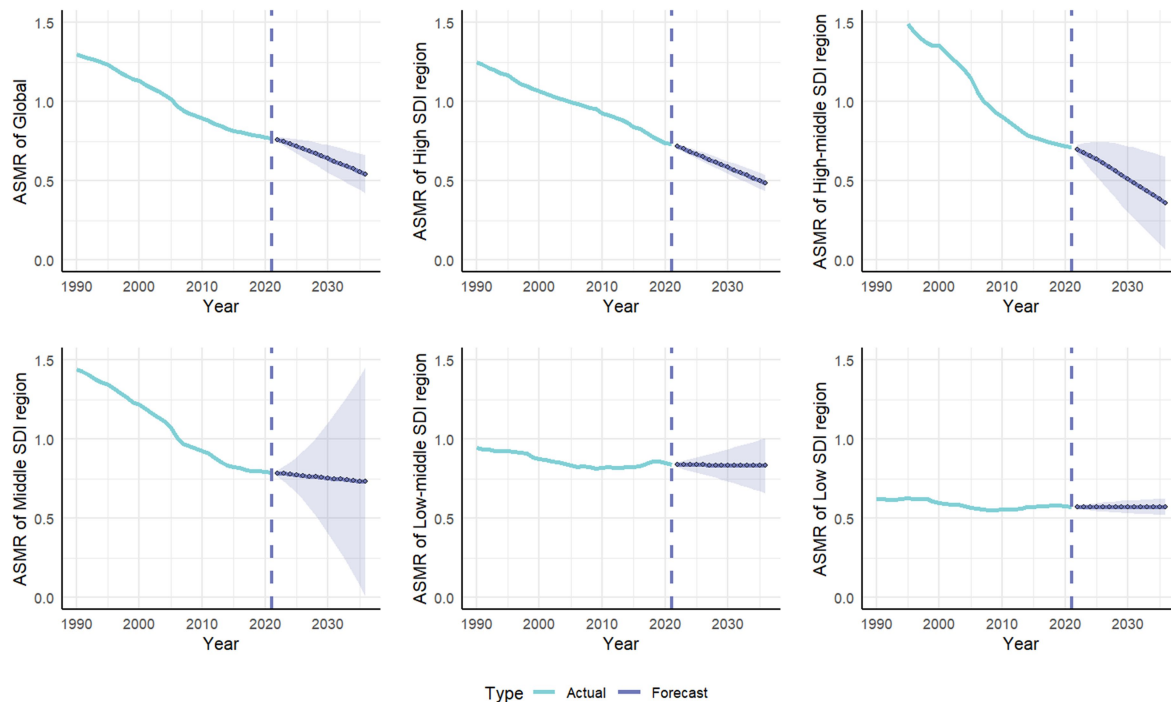 ASMR of Global
1.5
1.0
0.5
0.0
1990 2000 2010 2020 2030
Year
ASMR of High SDI region
1.5
1.0
0.5
0.0
1990 2000 2010 2020 2030
Year
ASMR of High-middle SDI region
1.5
1.0
0.5
0.0
1990 2000 2010 2020 2030
Year
ASMR of Middle SDI region
1.5
1.0
0.5
0.0
1990 2000 2010 2020 2030
Year
ASMR of Low-middle SDI region
1.5
1.0
0.5
0.0
1990 2000 2010 2020 2030
Year
ASMR of Low SDI region
1.5
1.0
0.5
0.0
1990 2000 2010 2020 2030
Year
Type Actual Forecast